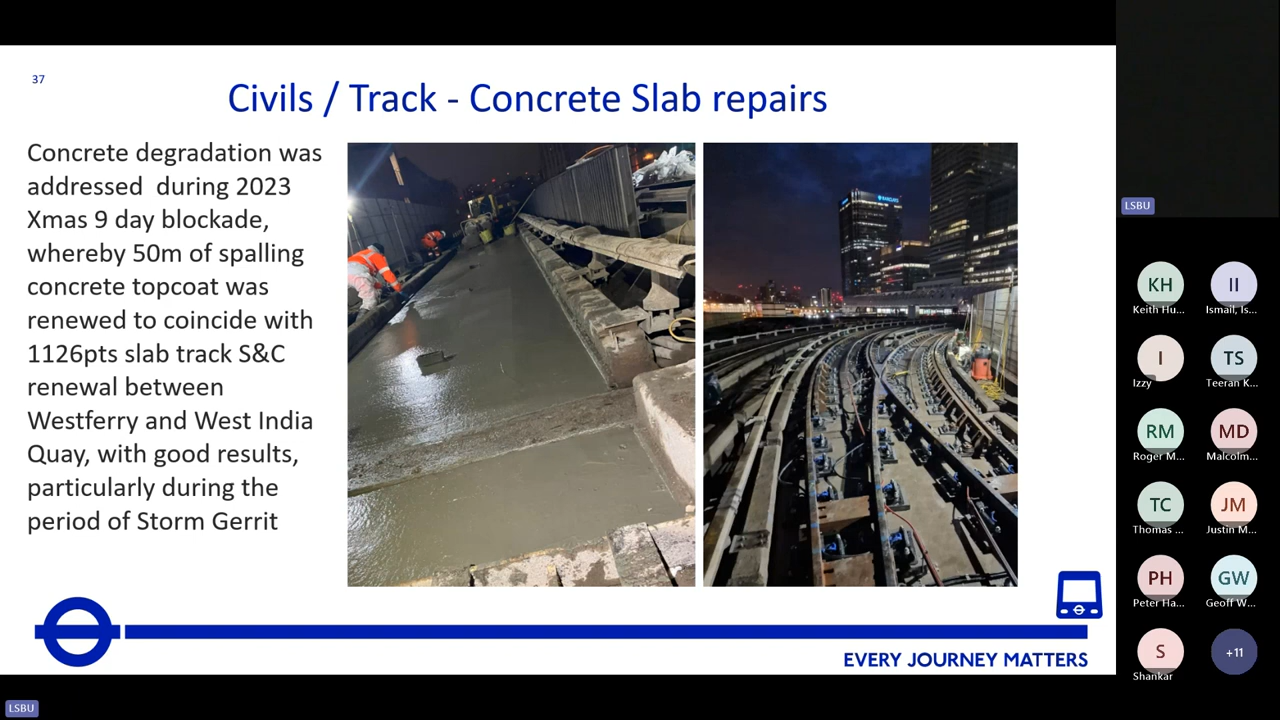 37
Civils / Track - Concrete Slab repairs
Concrete degradation was
addressed  during 2023
Xmas 9 day blockade,
whereby 50m of spalling
concrete topcoat was
renewed to coincide with
1126pts slab track S&C
renewal between
Westferry and West India
Quay, with good results,
particularly during the
period of Storm Gerrit
BARCLAYS
EVERY JOURNEY MATTERS
LSBU
KH
Keith Hu...
II
Ismail, Is...
I
Izzy
TS
Teeran K...
RM
Roger M...
MD
Malcolm...
TC
Thomas ...
JM
Justin M...
PH
Peter Ha...
GW
Geoff W...
S
Shankar
+11
LSBU